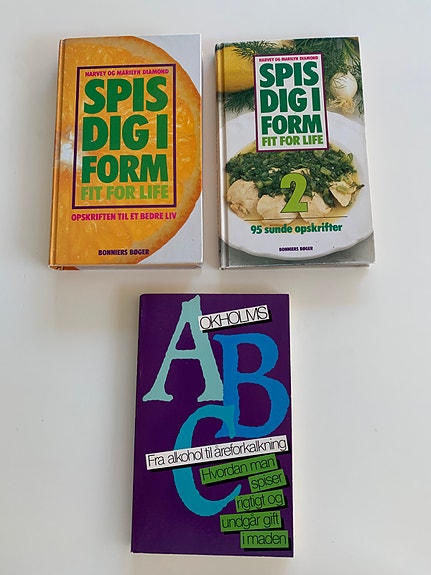 HARVEY OG MARILYN DIAMOND
SPIS
DIG I
FORM
FIT FOR LIFE
OPSKRIFTEN TIL ET BEDRE LIV
BONNIERS BØGER
HARVEY OG MARILYN DIAMOND
SPIS
DIG I
FORM
FIT FOR LIFE
2
95 sunde opskrifter
BONNIERS BØGER
OKHOLMS
ABC
Fra alkohol til åreforkalkning
Hvordan man
spiser
rigtigt og
undgår gift
i maden